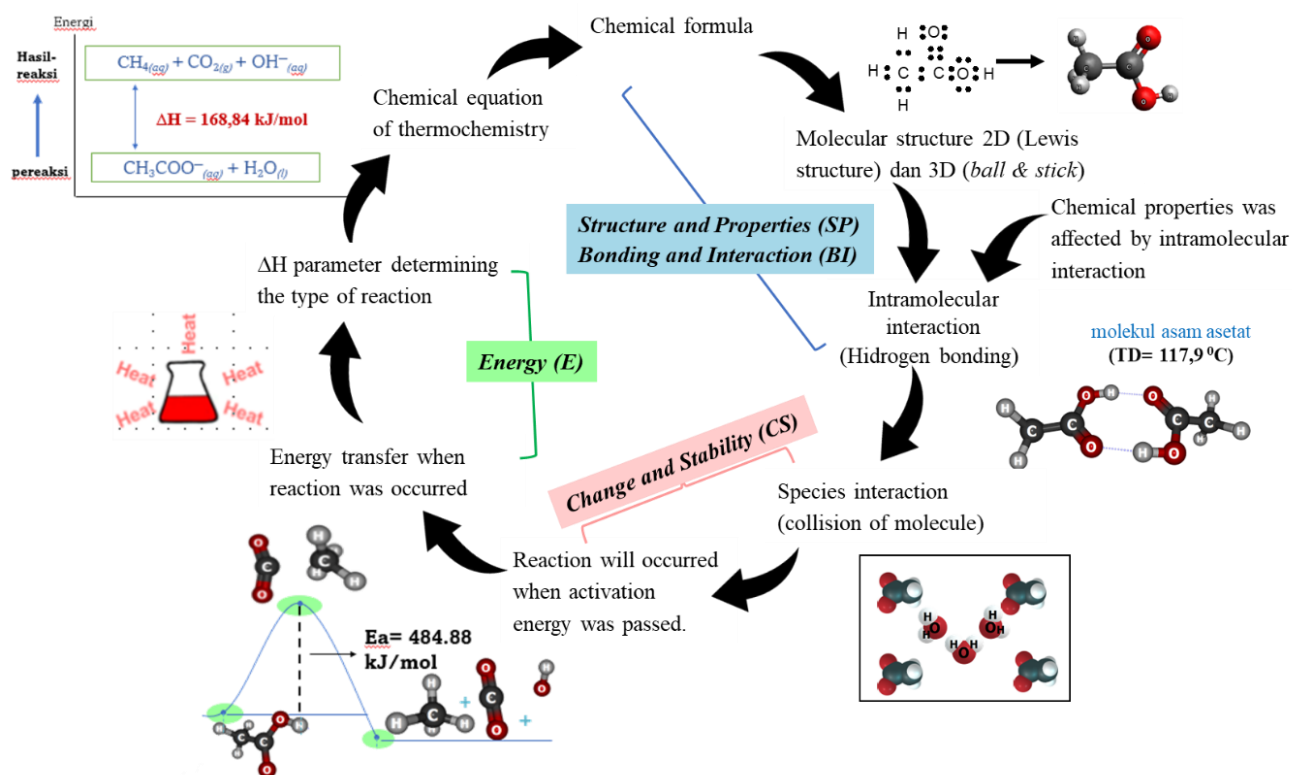 Energi
Hasil-
reaksi
pereaksi
CH₄(aq) + CO₂(g) + OH⁻(aq)
ΔH = 168,84 kJ/mol
CH₃COO⁻(aq) + H₂O(l)
Chemical equation
of thermochemistry
Chemical formula
H :O:
H:C:C:O:H
H
Molecular structure 2D (Lewis
structure) dan 3D (ball & stick)
Chemical properties was
affected by intramolecular
interaction
Structure and Properties (SP)
Bonding and Interaction (BI)
Intramolecular
interaction
(Hidrogen bonding)
molekul asam asetat
(TD= 117,9 ⁰C)
H C C O H O
O C C H O H H H
ΔH parameter determining
the type of reaction
Heat
Heat
Heat
Heat
Heat
Energy (E)
Change and Stability (CS)
Energy transfer when
reaction was occurred
Species interaction
(collision of molecule)
H H O
H H O
H O H
Reaction will occurred
when activation
energy was passed.
O C O
H C H H
Ea= 484.88
kJ/mol
H C H H H + O C O + H O
H H H C C O H O